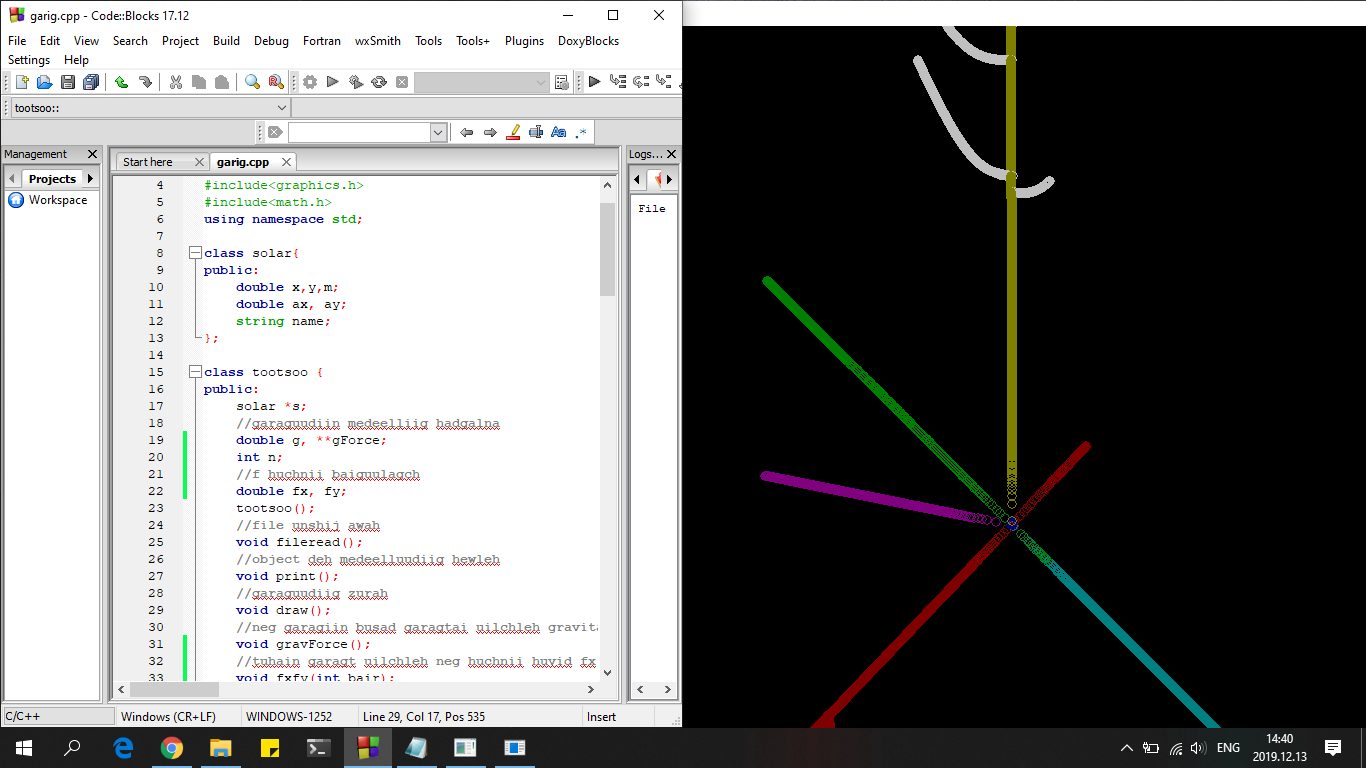 garig.cpp - Code::Blocks 17.12
File Edit View Search Project Build Debug Fortran wxSmith Tools Tools+ Plugins DoxyBlocks
Settings Help
tootsoo::
Management
Projects
Workspace
Start here garig.cpp
Logs...
File
4 #include<graphics.h>
5 #include<math.h>
6 using namespace std;
7
8 class solar{
9 public:
10 double x,y,m;
11 double ax, ay;
12 string name;
13 };
14
15 class tootsoo {
16 public:
17 solar *s;
18 //garaguudiin medeelliig hadgalna
19 double g, **gForce;
20 int n;
21 //f huchnii baiguulagch
22 double fx, fy;
23 tootsoo();
24 //file unshij awah
25 void fileread();
26 //object deh medeelluudiig hewleh
27 void print();
28 //garaguudiig zurah
29 void draw();
30 //neg garagiin busad garagtai uilchleh gravita
31 void gravForce();
32 //tuhain garagt uilchleh neg huchnii huvid fx
33 void fxfy(int bair);
C/C++ Windows (CR+LF) WINDOWS-1252 Line 29, Col 17, Pos 535 Insert
ENG
14:40
2019.12.13